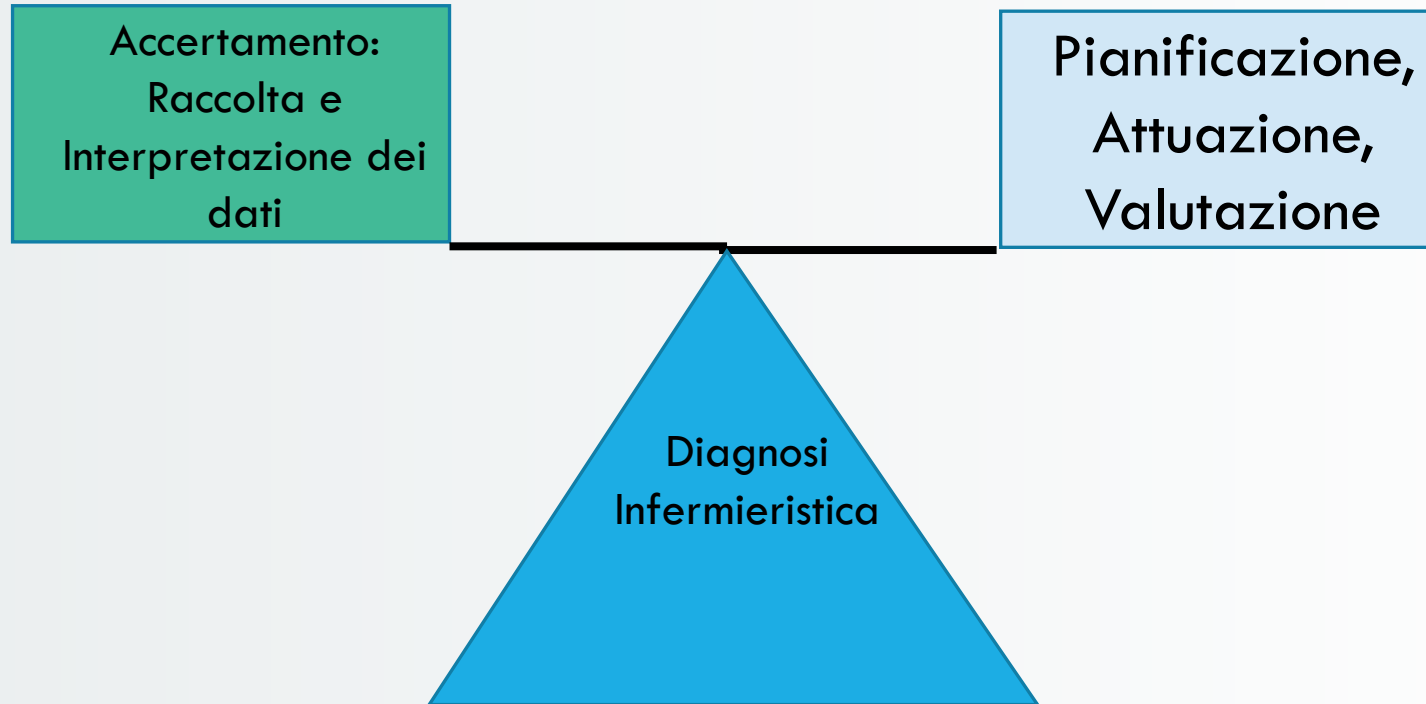 Accertamento:
Raccolta e
Interpretazione dei
dati
Pianificazione,
Attuazione,
Valutazione
Diagnosi
Infermieristica